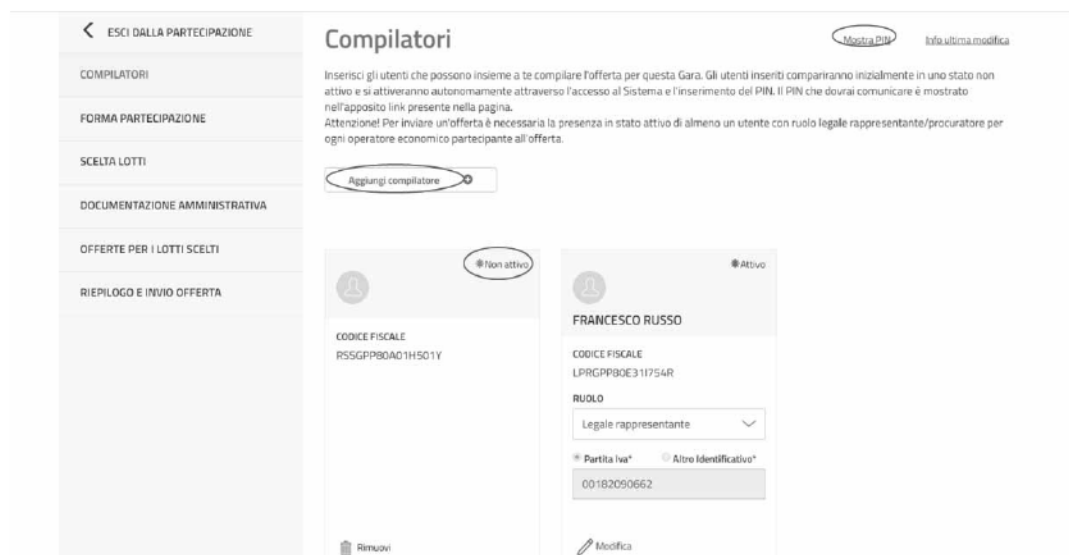 ESCI DALLA PARTECIPAZIONE
COMPILATORI
FORMA PARTECIPAZIONE
SCELTA LOTTI
DOCUMENTAZIONE AMMINISTRATIVA
OFFERTE PER I LOTTI SCELTI
RIEPILOGO E INVIO OFFERTA
Compilatori
Mostra PIN
Info ultima modifica
Inserisci gli utenti che possono insieme a te compilare l'offerta per questa Gara. Gli utenti inseriti compariranno inizialmente in uno stato non
attivo e si attiveranno autonomamente attraverso l'accesso al Sistema e l'inserimento del PIN. Il PIN che dovrai comunicare è mostrato
nell'apposito link presente nella pagina.
Attenzione! Per inviare un'offerta è necessaria la presenza in stato attivo di almeno un utente con ruolo legale rappresentante/procuratore per
ogni operatore economico partecipante all'offerta.
Aggiungi compilatore
Non attivo
CODICE FISCALE
RSSGPP80A01H501Y
Rimuovi
Attivo
FRANCESCO RUSSO
CODICE FISCALE
LPRGPP80E31I754R
RUOLO
Legale rappresentante
Partita Iva* Altro Identificativo*
00182090662
Modifica